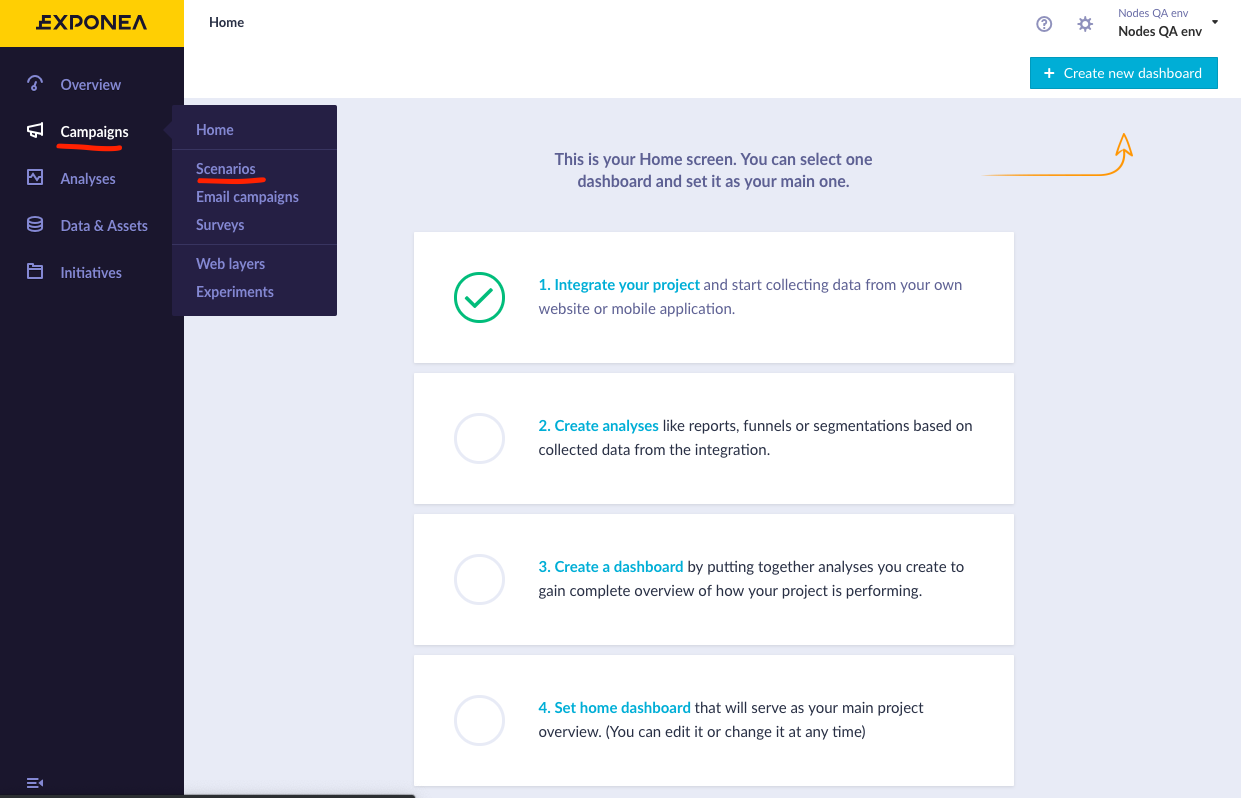 EXPONEA
Home
Nodes QA env
Nodes QA env
+ Create new dashboard
Overview
Campaigns
Analyses
Data & Assets
Initiatives
Home
Scenarios
Email campaigns
Surveys
Web layers
Experiments
This is your Home screen. You can select one
dashboard and set it as your main one.
1. Integrate your project and start collecting data from your own
website or mobile application.
2. Create analyses like reports, funnels or segmentations based on
collected data from the integration.
3. Create a dashboard by putting together analyses you create to
gain complete overview of how your project is performing.
4. Set home dashboard that will serve as your main project
overview. (You can edit it or change it at any time)